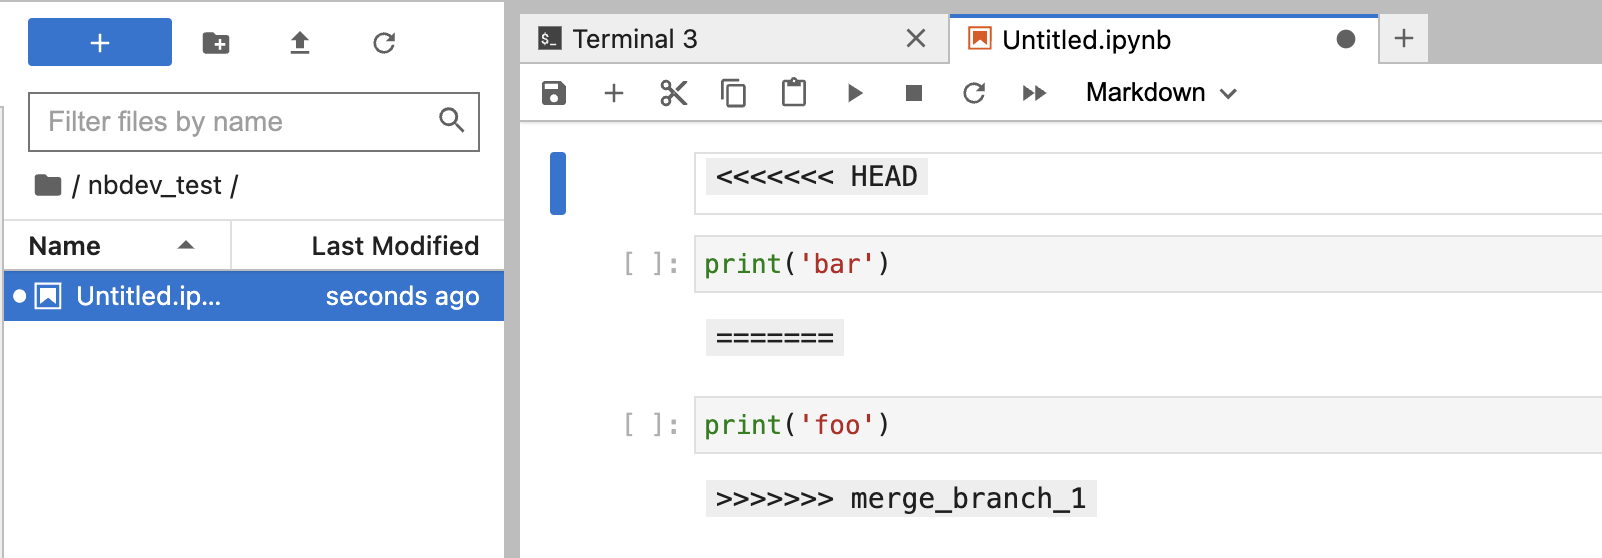 Filter files by name
/ nbdev_test /
Name Last Modified
Untitled.ip... seconds ago
$_ Terminal 3
Untitled.ipynb
Markdown
<<<<<<< HEAD
[ ]: print('bar')
=======
[ ]: print('foo')
>>>>>>> merge_branch_1